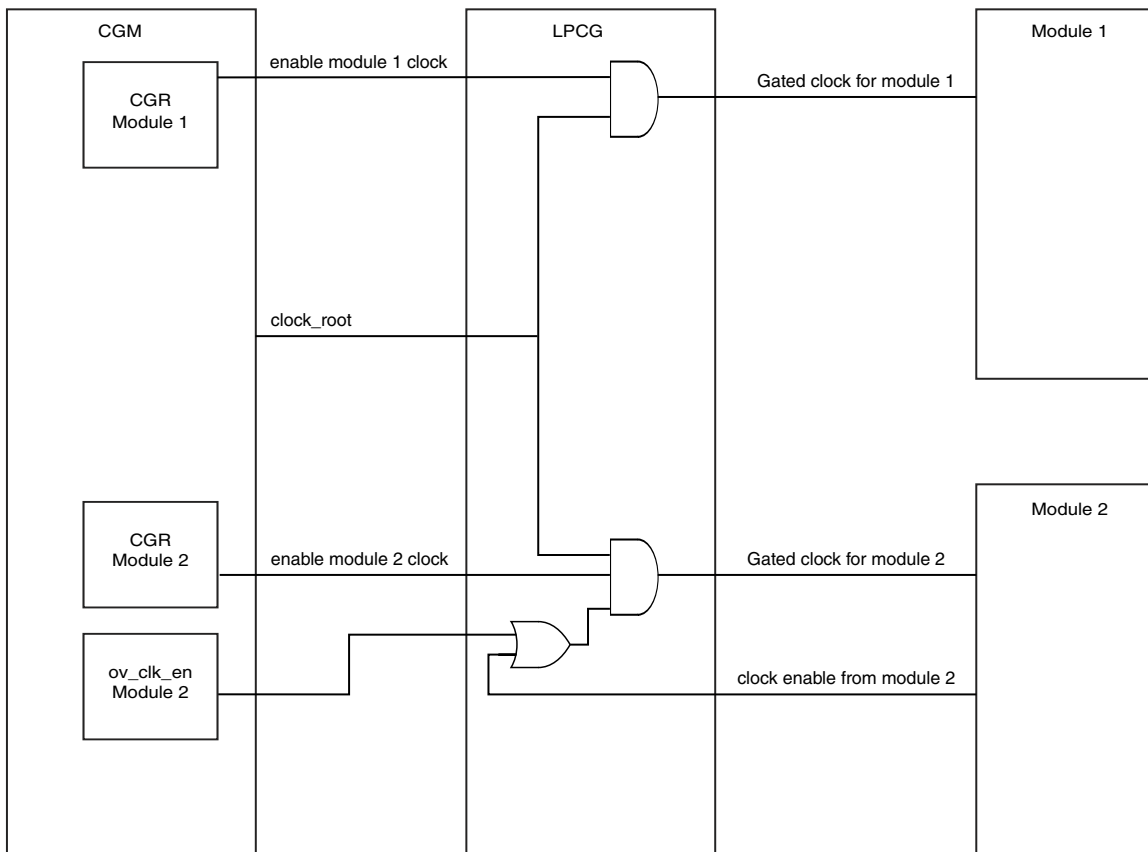 CGM
LPCG
Module 1
enable module 1 clock
CGR
Module 1
Gated clock for module 1
clock_root
Module 2
CGR
Module 2
enable module 2 clock
Gated clock for module 2
ov_clk_en
Module 2
clock enable from module 2